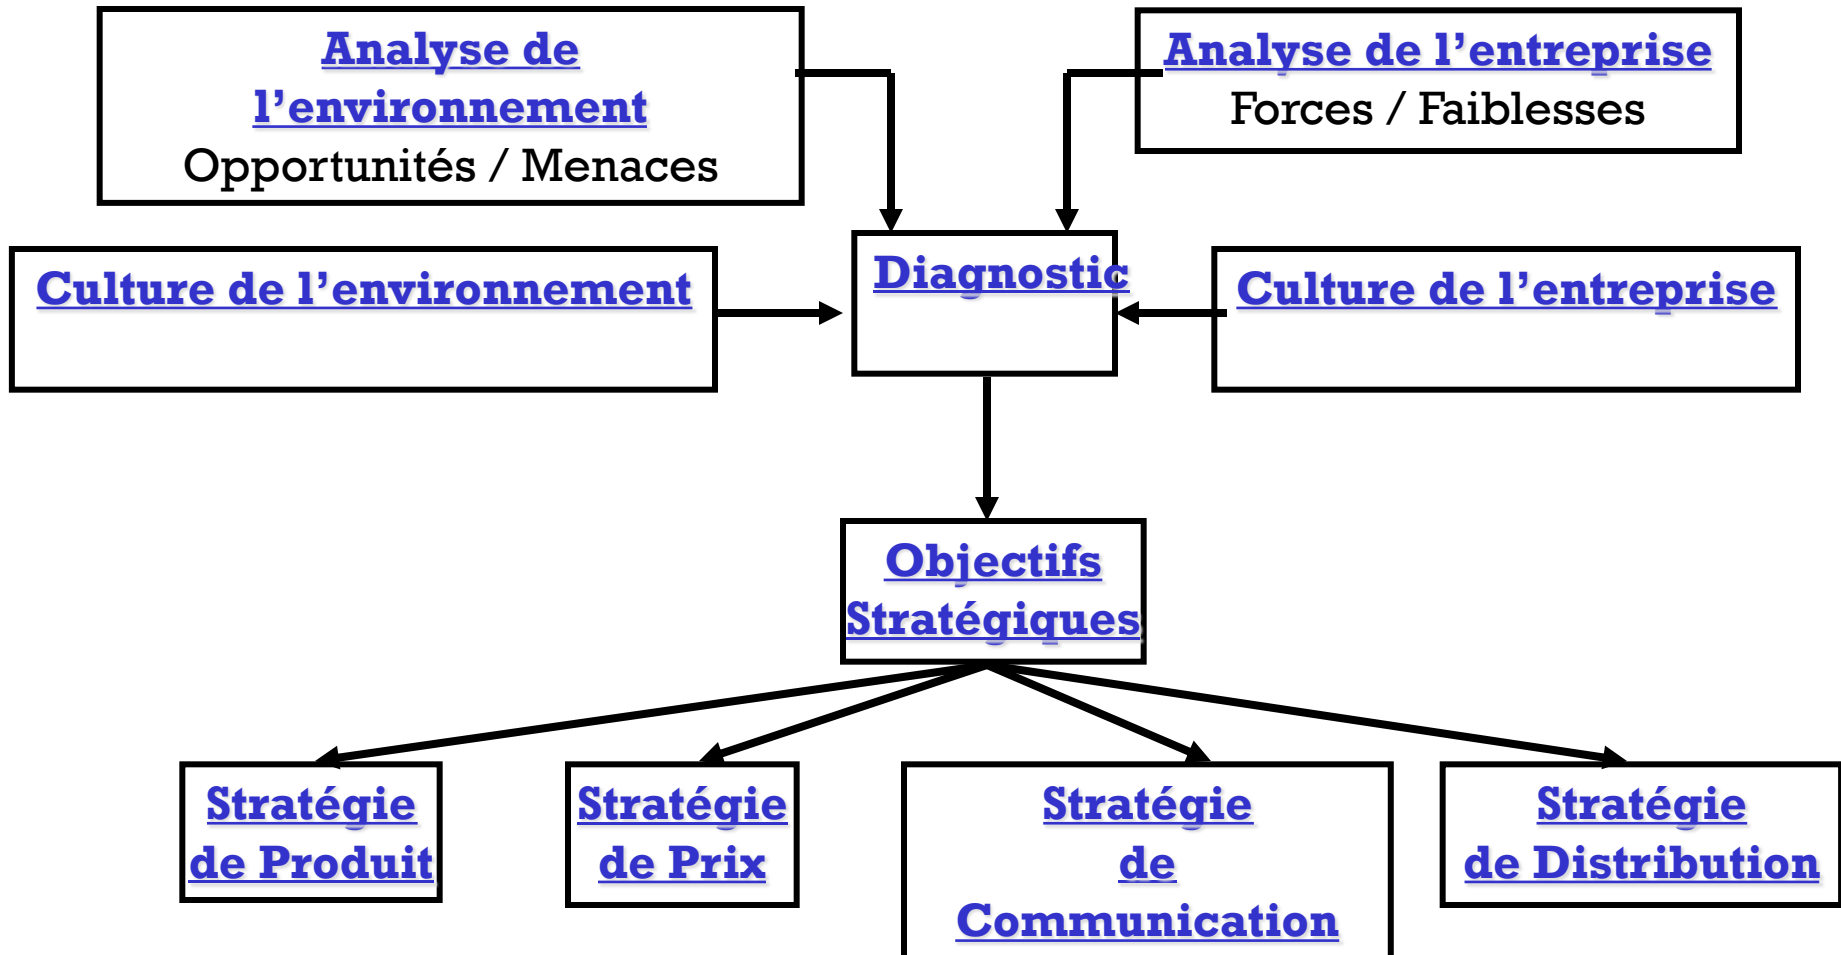 Analyse de
l’environnement
Opportunités / Menaces
Analyse de l’entreprise
Forces / Faiblesses
Culture de l’environnement
Diagnostic
Culture de l’entreprise
Objectifs
Stratégiques
Stratégie
de Produit
Stratégie
de Prix
Stratégie
de
Communication
Stratégie
de Distribution